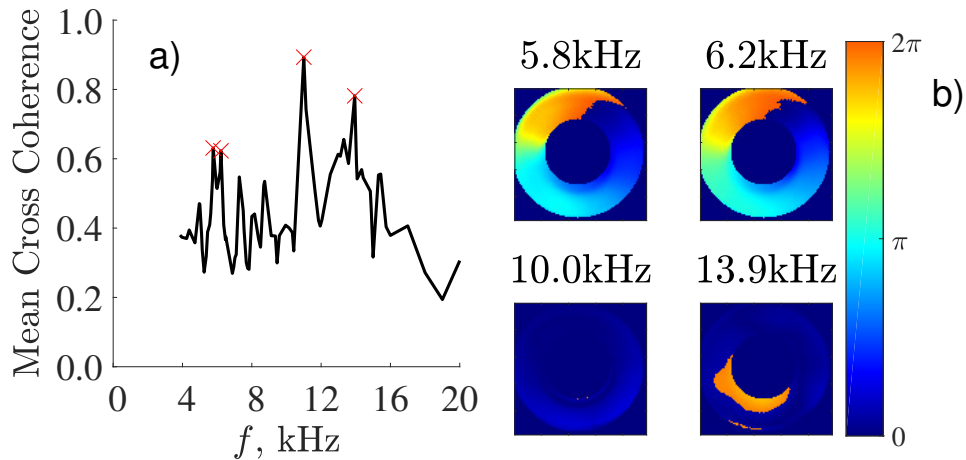 a)
Mean Cross Coherence
1.0
0.8
0.6
0.4
0.2
0.0
0 4 8 12 16 20
f, kHz
5.8kHz 6.2kHz
10.0kHz 13.9kHz
2π
π
0
b)